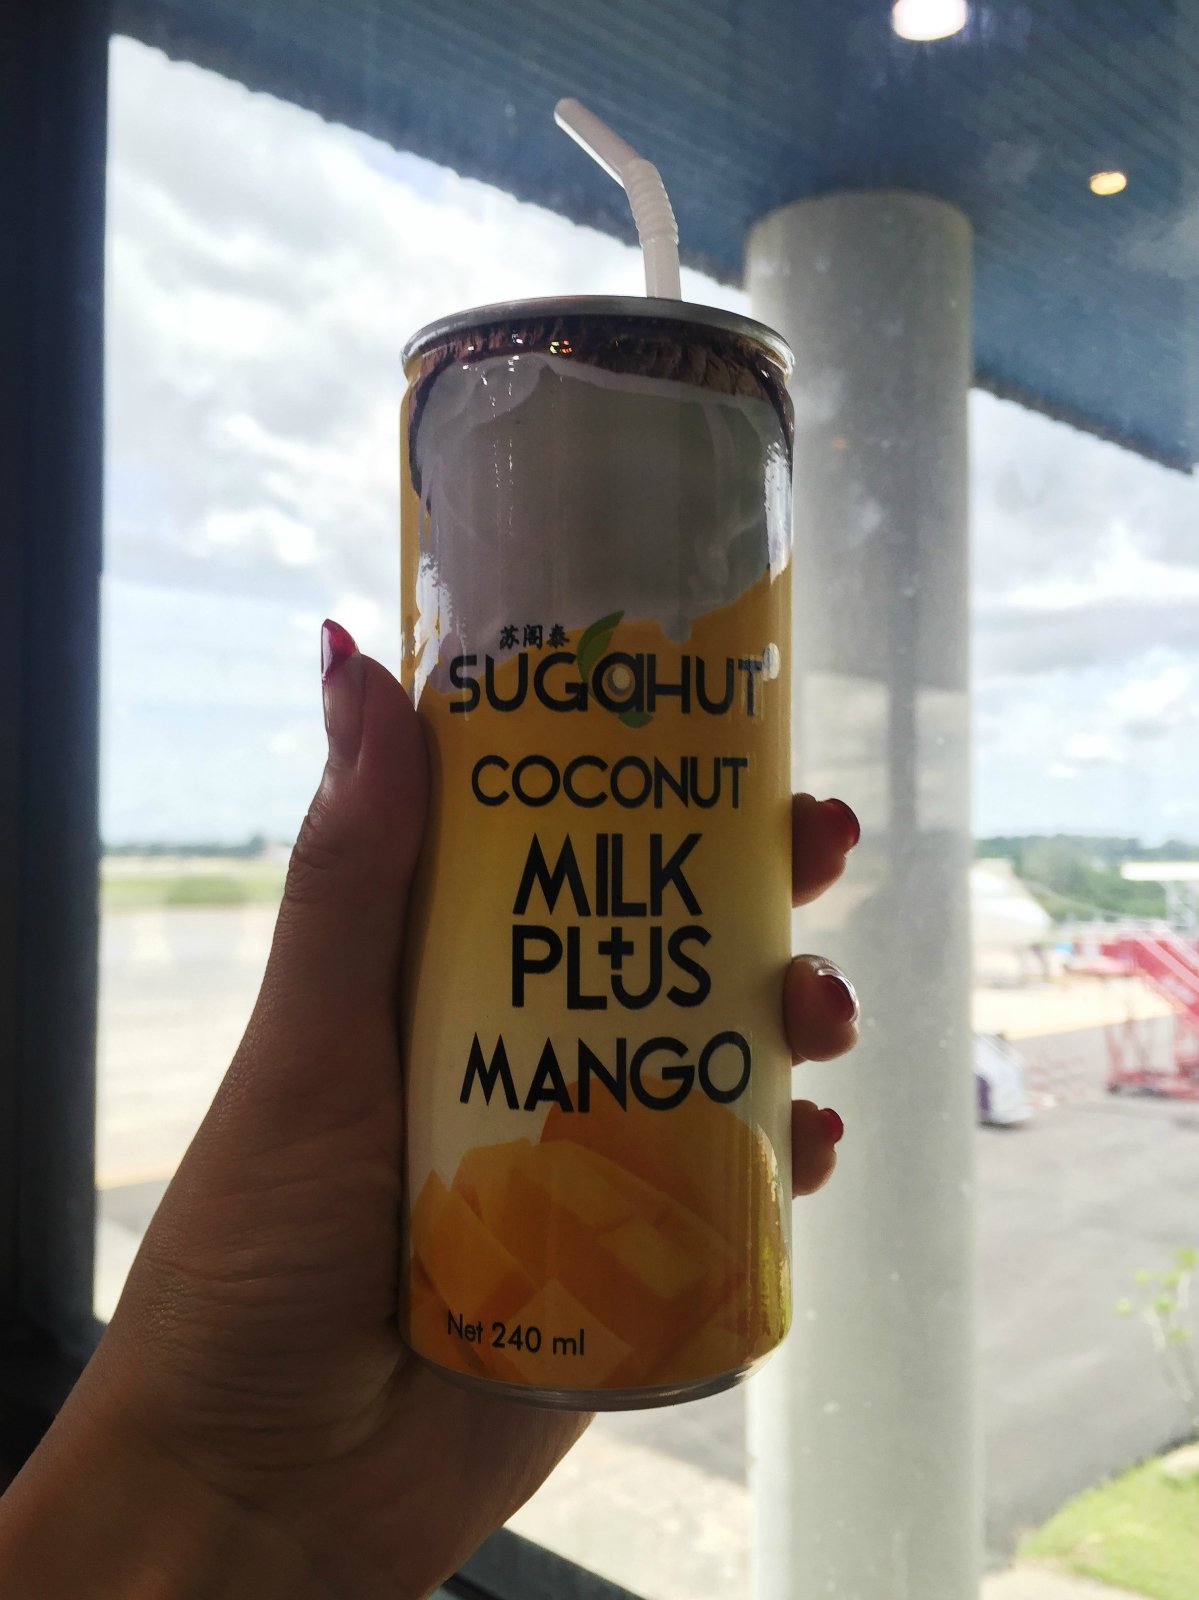 苏阁泰
SUGaHUT®
COCONUT
MILK
PLUS
MANGO
Net 240 ml